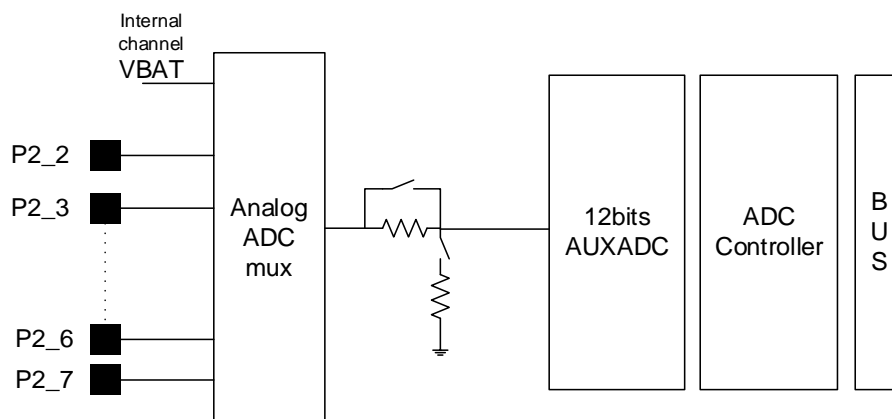 Internal
channel
VBAT
P2_2
P2_3
P2_6
P2_7
Analog
ADC
mux
12bits
AUXADC
ADC
Controller
B
U
S